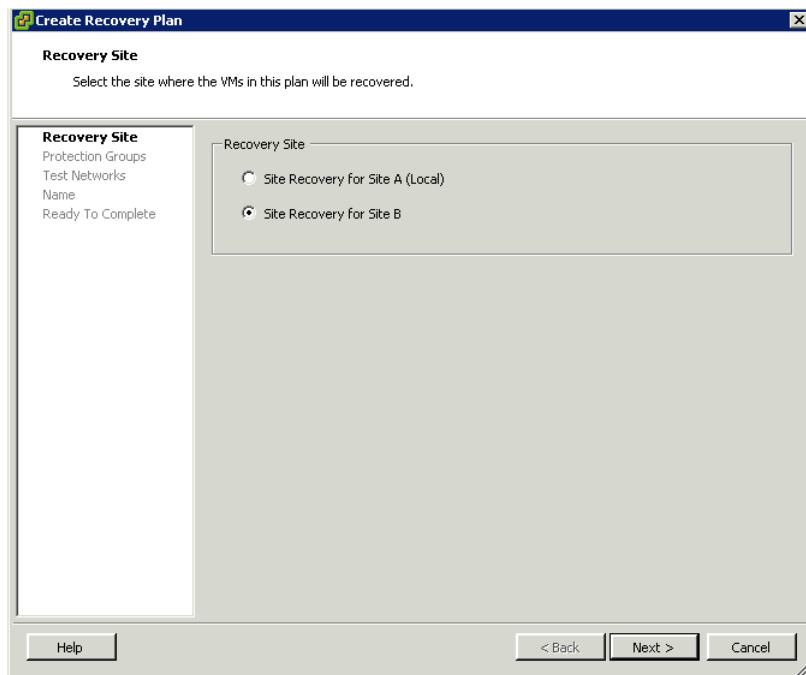 Create Recovery Plan
Recovery Site
Select the site where the VMs in this plan will be recovered.
Recovery Site
Protection Groups
Test Networks
Name
Ready To Complete
Recovery Site
Site Recovery for Site A (Local)
Site Recovery for Site B
Help
< Back
Next >
Cancel